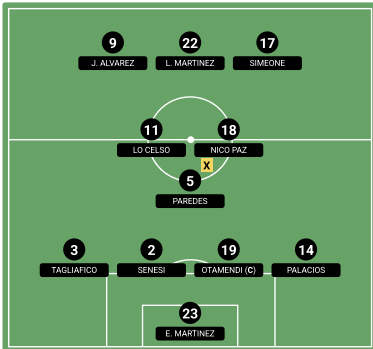 9 22 17
J. ALVAREZ L. MARTINEZ SIMEONE
11 18
LO CELSO NICO PAZ
X
5
PAREDES
3 2 19 14
TAGLIAFICO SENESI OTAMENDI (C) PALACIOS
23
E. MARTINEZ